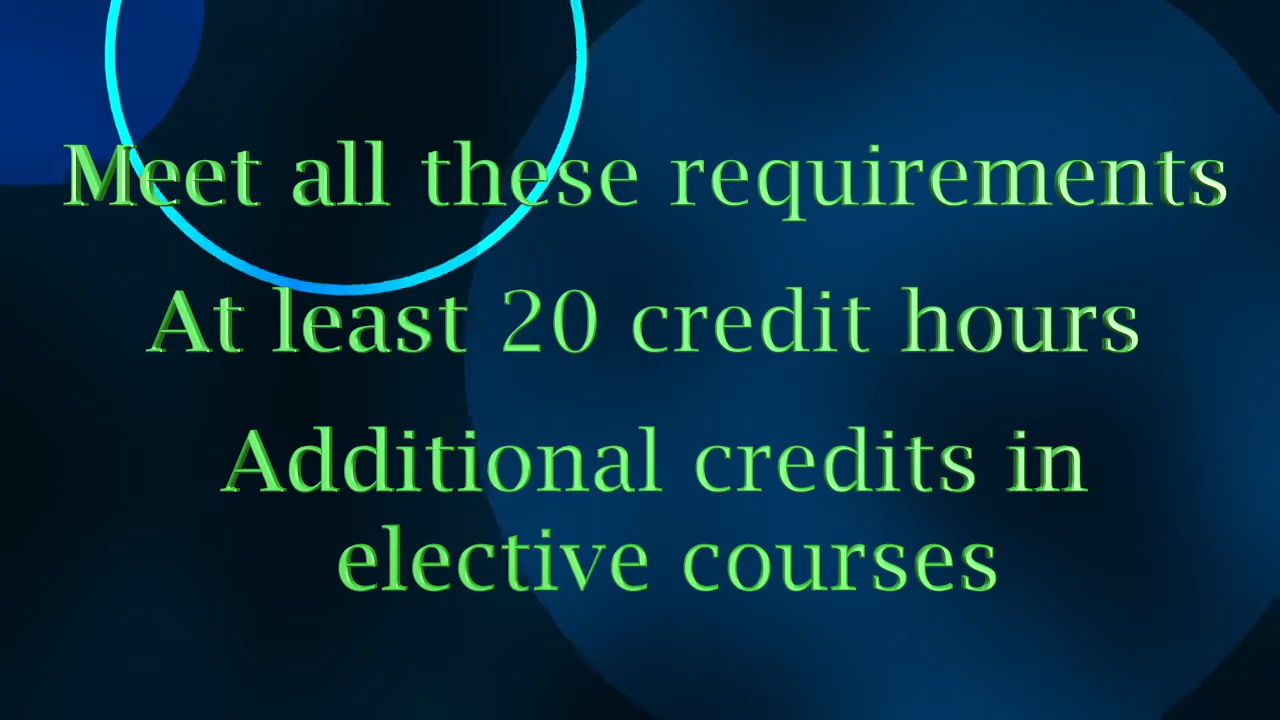 Meet all these requirements
At least 20 credit hours
Additional credits in
elective courses